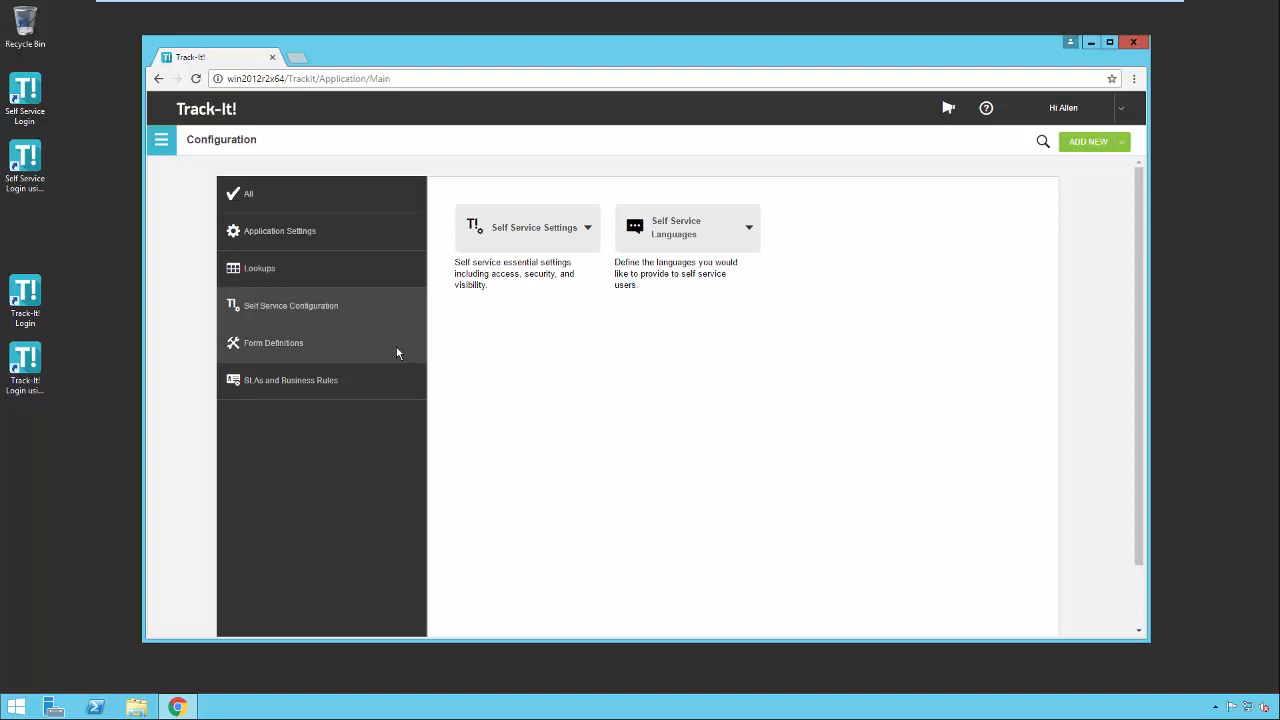 Recycle Bin
Self Service
Login
Self Service
Login usi...
Track-It!
Login
Track-It!
Login usi...
Track-It!
win2012r2x64/TrackIt/Application/Main
Track-It!
Hi Allen
Configuration
ADD NEW
All
Application Settings
Lookups
Self Service Configuration
Form Definitions
SLAs and Business Rules
Self Service Settings
Self service essential settings
including access, security, and
visibility.
Self Service
Languages
Define the languages you would
like to provide to self service
users.